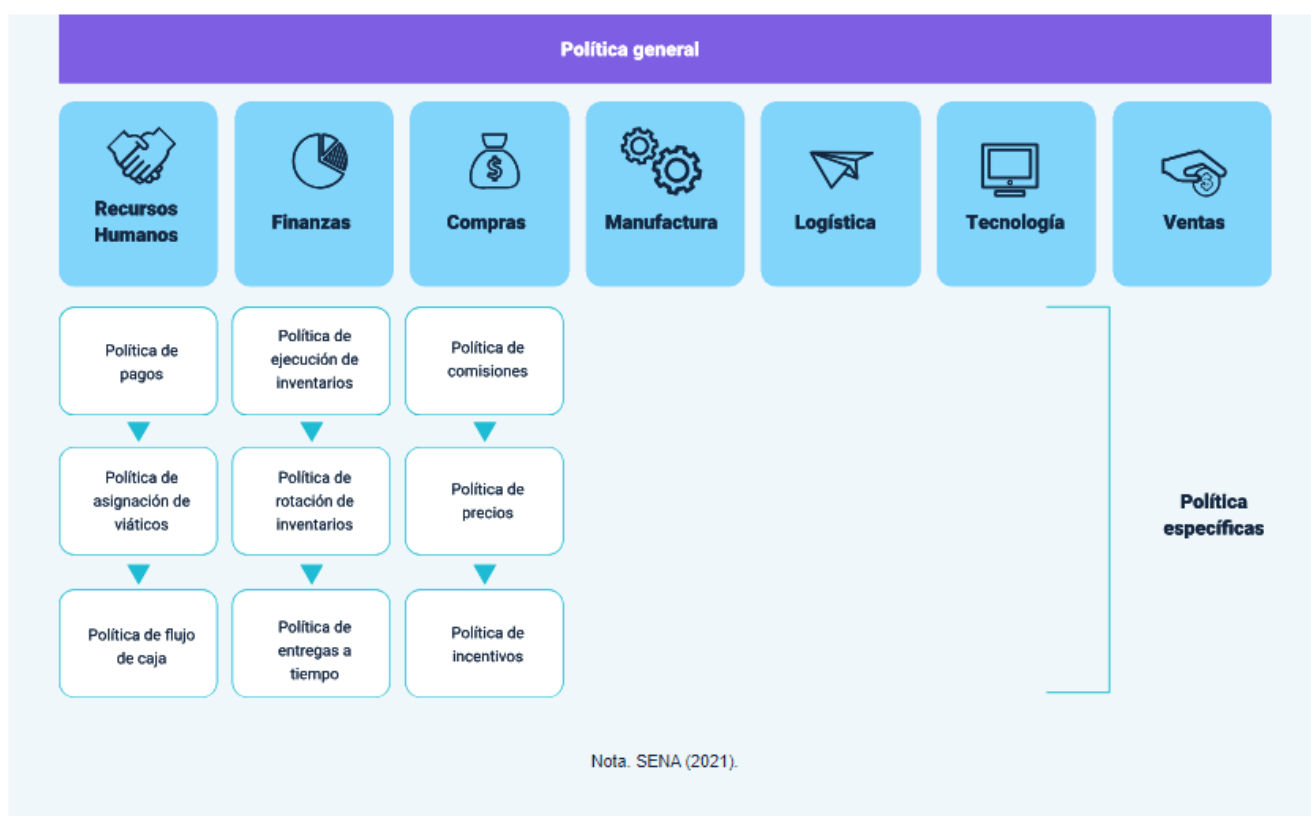 Política general
Recursos
Humanos
Finanzas
Compras
Manufactura
Logística
Tecnología
Ventas
Política de
pagos
Política de
ejecución de
inventarios
Política de
comisiones
Política de
asignación de
viáticos
Política de
rotación de
inventarios
Política de
precios
Política
específicas
Política de flujo
de caja
Política de
entregas a
tiempo
Política de
incentivos
Nota. SENA (2021).